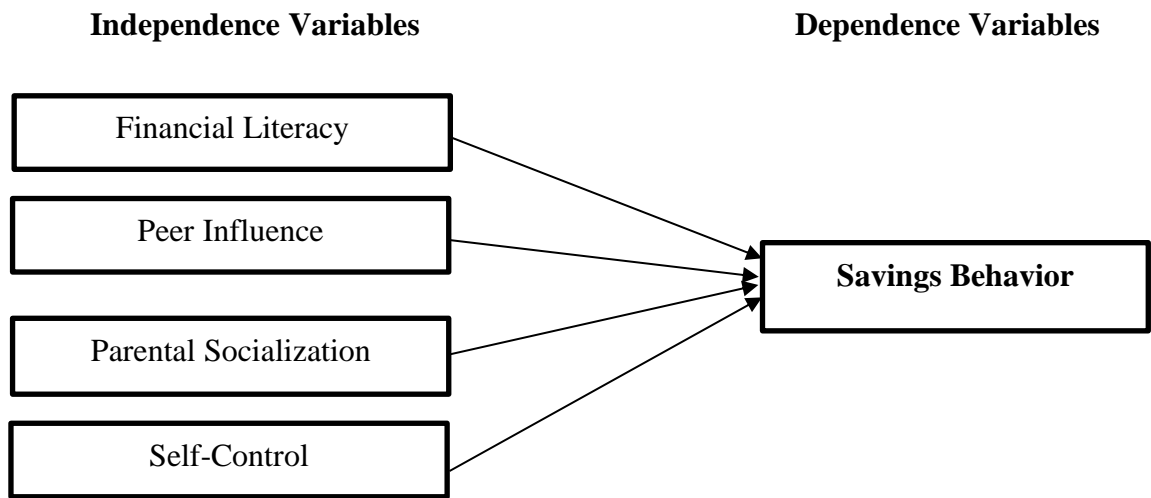 Independence Variables
Dependence Variables
Financial Literacy
Peer Influence
Savings Behavior
Parental Socialization
Self-Control